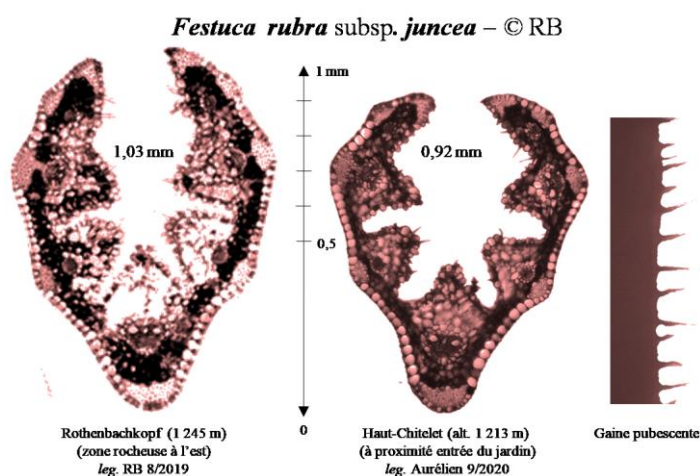 Festuca rubra subsp. juncea – © RB
1 mm
1,03 mm
0,92 mm
0,5
0
Rothenbachkopf (1 245 m)
(zone rocheuse à l'est)
leg. RB 8/2019
Haut-Chitelet (alt. 1 213 m)
(à proximité entrée du jardin)
leg. Aurélien 9/2020
Gaine pubescente